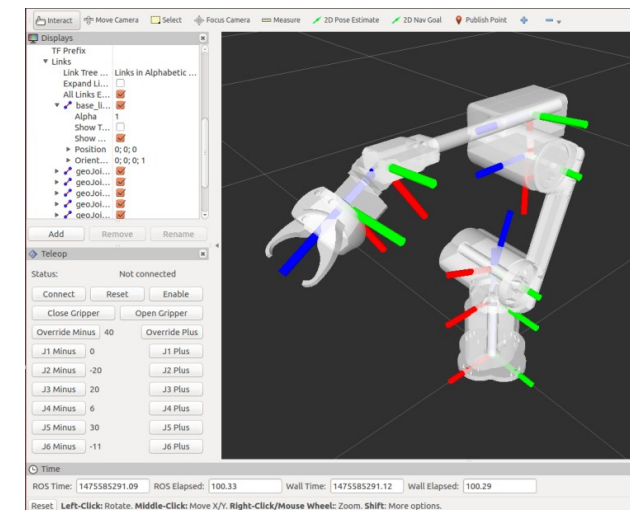 Interact Move Camera Select Focus Camera Measure 2D Pose Estimate 2D Nav Goal Publish Point
Displays
TF Prefix
Links
Link Tree ... Links in Alphabetic ...
Expand Li...
All Links E...
base_li...
Alpha 1
Show T...
Show ...
Position 0; 0; 0
Orient... 0; 0; 0; 1
geoJoi...
geoJoi...
geoJoi...
geoJoi...
Add Remove Rename
Teleop
Status: Not connected
Connect Reset Enable
Close Gripper Open Gripper
Override Minus 40 Override Plus
J1 Minus 0 J1 Plus
J2 Minus -20 J2 Plus
J3 Minus 20 J3 Plus
J4 Minus 6 J4 Plus
J5 Minus 30 J5 Plus
J6 Minus -11 J6 Plus
Time
ROS Time: 1475585291.09 ROS Elapsed: 100.33 Wall Time: 1475585291.12 Wall Elapsed: 100.29
Reset Left-Click: Rotate. Middle-Click: Move X/Y. Right-Click/Mouse Wheel:: Zoom. Shift: More options.